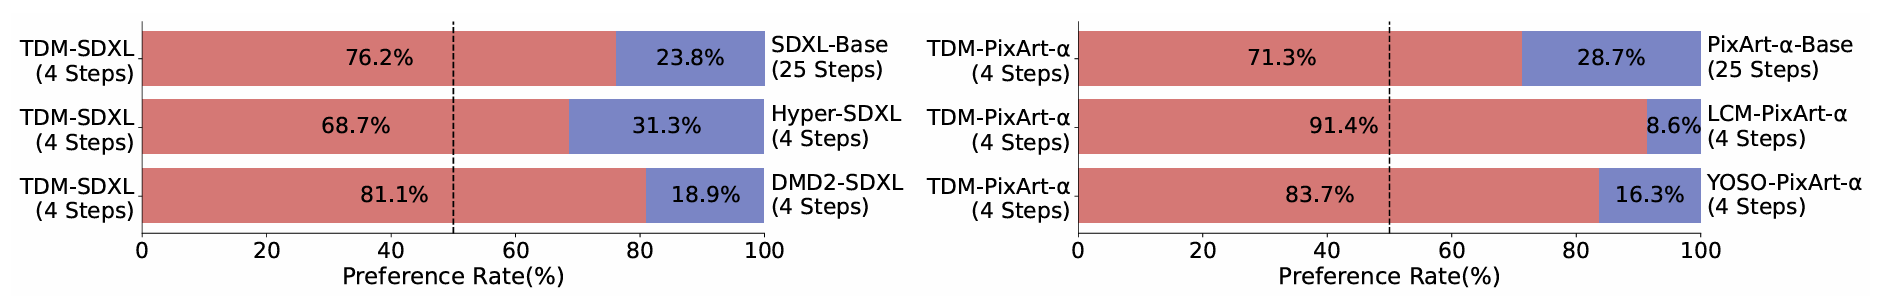 TDM-SDXL
(4 Steps)
76.2%
23.8%
SDXL-Base
(25 Steps)
TDM-SDXL
(4 Steps)
68.7%
31.3%
Hyper-SDXL
(4 Steps)
TDM-SDXL
(4 Steps)
81.1%
18.9%
DMD2-SDXL
(4 Steps)
0 20 40 60 80 100
Preference Rate(%)
TDM-PixArt-α
(4 Steps)
71.3%
28.7%
PixArt-α-Base
(25 Steps)
TDM-PixArt-α
(4 Steps)
91.4%
8.6%
LCM-PixArt-α
(4 Steps)
TDM-PixArt-α
(4 Steps)
83.7%
16.3%
YOSO-PixArt-α
(4 Steps)
0 20 40 60 80 100
Preference Rate(%)